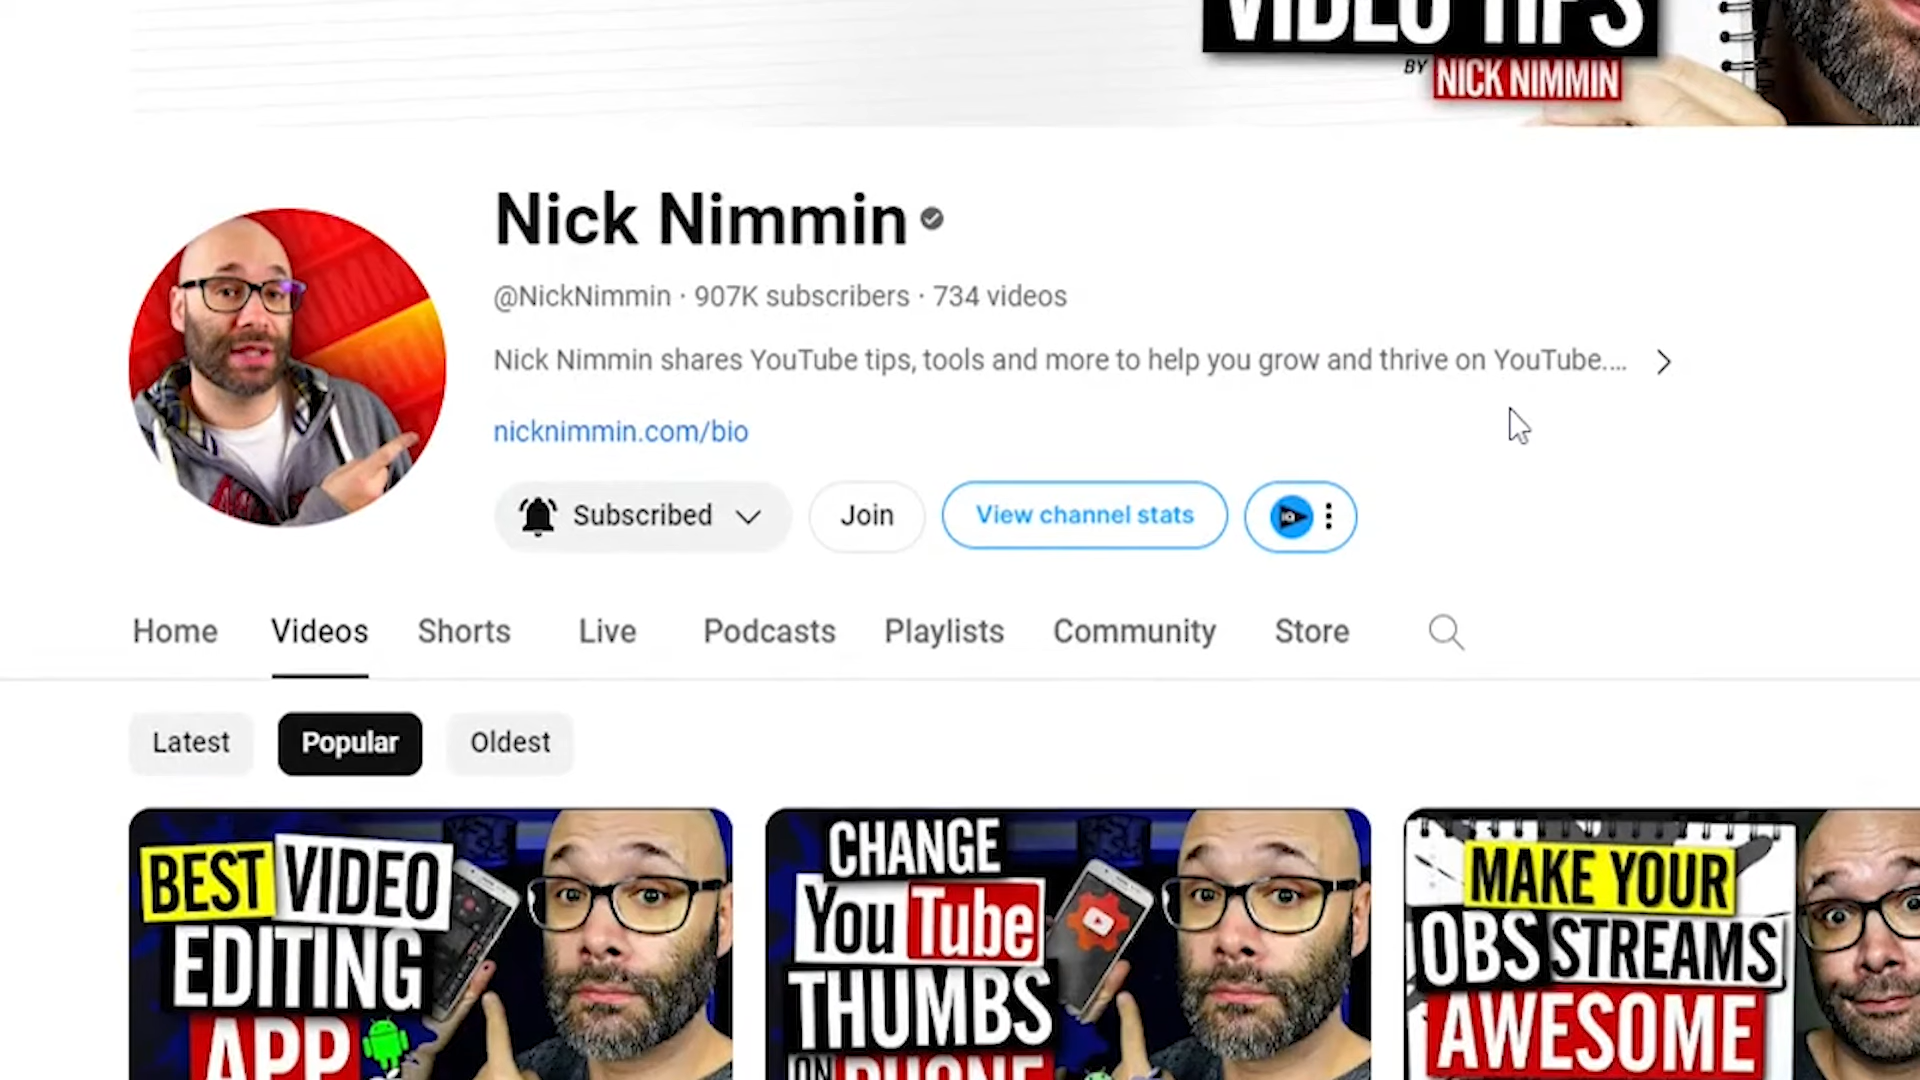 VIDEO TIPS
BY NICK NIMMIN
Nick Nimmin
@NickNimmin · 907K subscribers · 734 videos
Nick Nimmin shares YouTube tips, tools and more to help you grow and thrive on YouTube....
nicknimmin.com/bio
Subscribed
Join
View channel stats
Home
Videos
Shorts
Live
Podcasts
Playlists
Community
Store
Latest
Popular
Oldest
BEST VIDEO
EDITING
APP
CHANGE
YouTube
THUMBS
ON PHONE
MAKE YOUR
OBS STREAMS
AWESOME